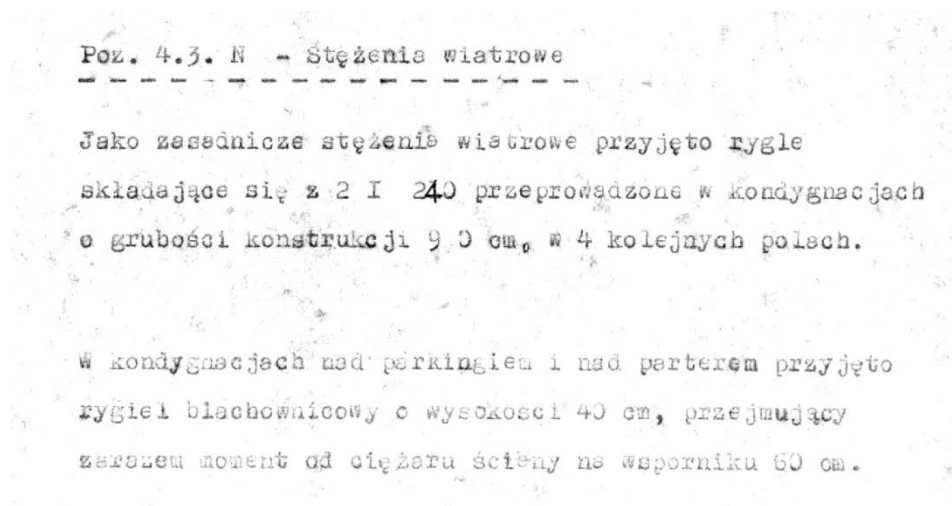 Poz. 4.3. N - Stężenia wiatrowe
Jako zasadnicze stężenia wiatrowe przyjęto rygle
składające się z 2 I 240 przeprowadzone w kondygnacjach
o grubości konstrukcji 90 cm, w 4 kolejnych polach.
W kondygnacjach nad parkingiem i nad parterem przyjęto
rygiel blachownicowy o wysokości 40 cm, przejmujący
zarazem moment od ciężaru ściany na wsporniku 60 cm.